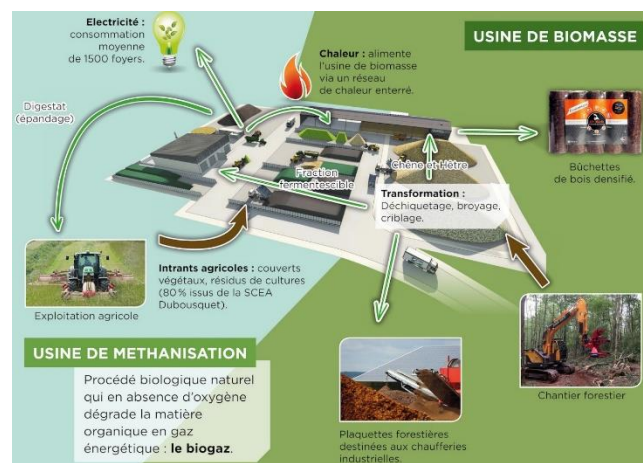 Electricité :
consommation
moyenne
de 1500 foyers.
Chaleur : alimente
l'usine de biomasse
via un réseau
de chaleur enterré.
USINE DE BIOMASSE
Digestat
(épandage)
Fraction
fermentescible
Chêne et Hêtre
Bûchettes
de bois densifié.
Transformation :
Déchiquetage, broyage,
criblage.
Intrants agricoles : couverts
végétaux, résidus de cultures
(80% issus de la SCEA
Dubousquet).
Exploitation agricole
USINE DE METHANISATION
Procédé biologique naturel
qui en absence d'oxygène
dégrade la matière
organique en gaz
énergétique : le biogaz.
Chantier forestier
Plaquettes forestières
destinées aux chaufferies
industrielles.